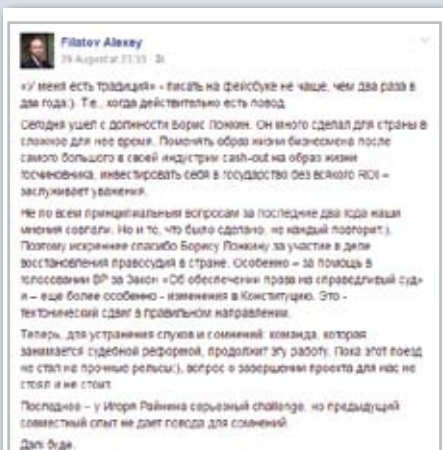 Filatov Alexey
29 August at 23:55
«У меня есть традиция» - писать на фейсбуке не чаще, чем два раза в
два года:). Т.е., когда действительно есть повод.
Сегодня ушел с должности Борис Ложкин. Он много сделал для страны в
сложное для нее время. Поменять образ жизни бизнесмена после
самого большого в своей индустрии cash-out на образ жизни
госчиновника, инвестировать себя в государство без всякого ROI –
заслуживает уважения.
Не по всем принципиальным вопросам за последние два года наши
мнения совпали. Но и то, что было сделано, не каждый повторит:).
Поэтому искреннее спасибо Борису Ложкину за участие в деле
восстановления правосудия в стране. Особенно – за помощь в
голосовании ВР за Закон «Об обеспечении права на справедливый суд»
и – еще более особенно - изменения в Конституцию. Это -
тектонический сдвиг в правильном направлении.
Теперь, для устранения слухов и сомнений: команда, которая
занимается судебной реформой, продолжит эту работу. Пока этот поезд
не стал на прочные рельсы:), вопрос о завершении проекта для нас не
стоял и не стоит.
Последнее – у Игоря Райнина серьезный challenge, но предыдущий
совместный опыт не дает повода для сомнений.
Далі буде.